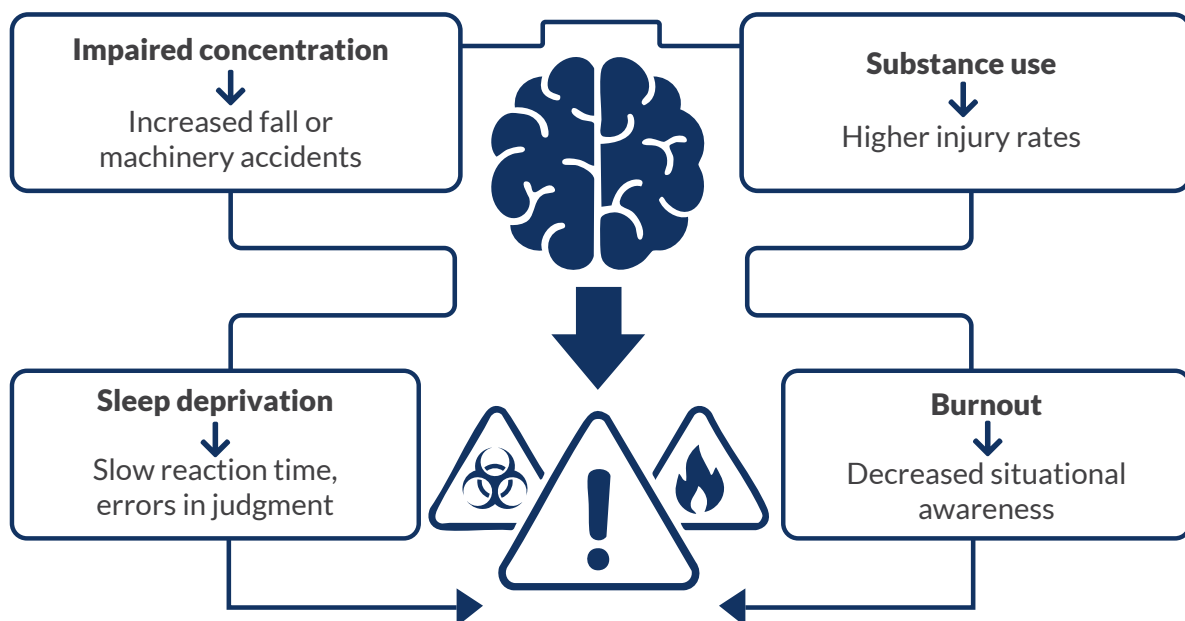 Impaired concentration
Increased fall or
machinery accidents
Substance use
Higher injury rates
Sleep deprivation
Slow reaction time,
errors in judgment
!
Burnout
Decreased situational
awareness